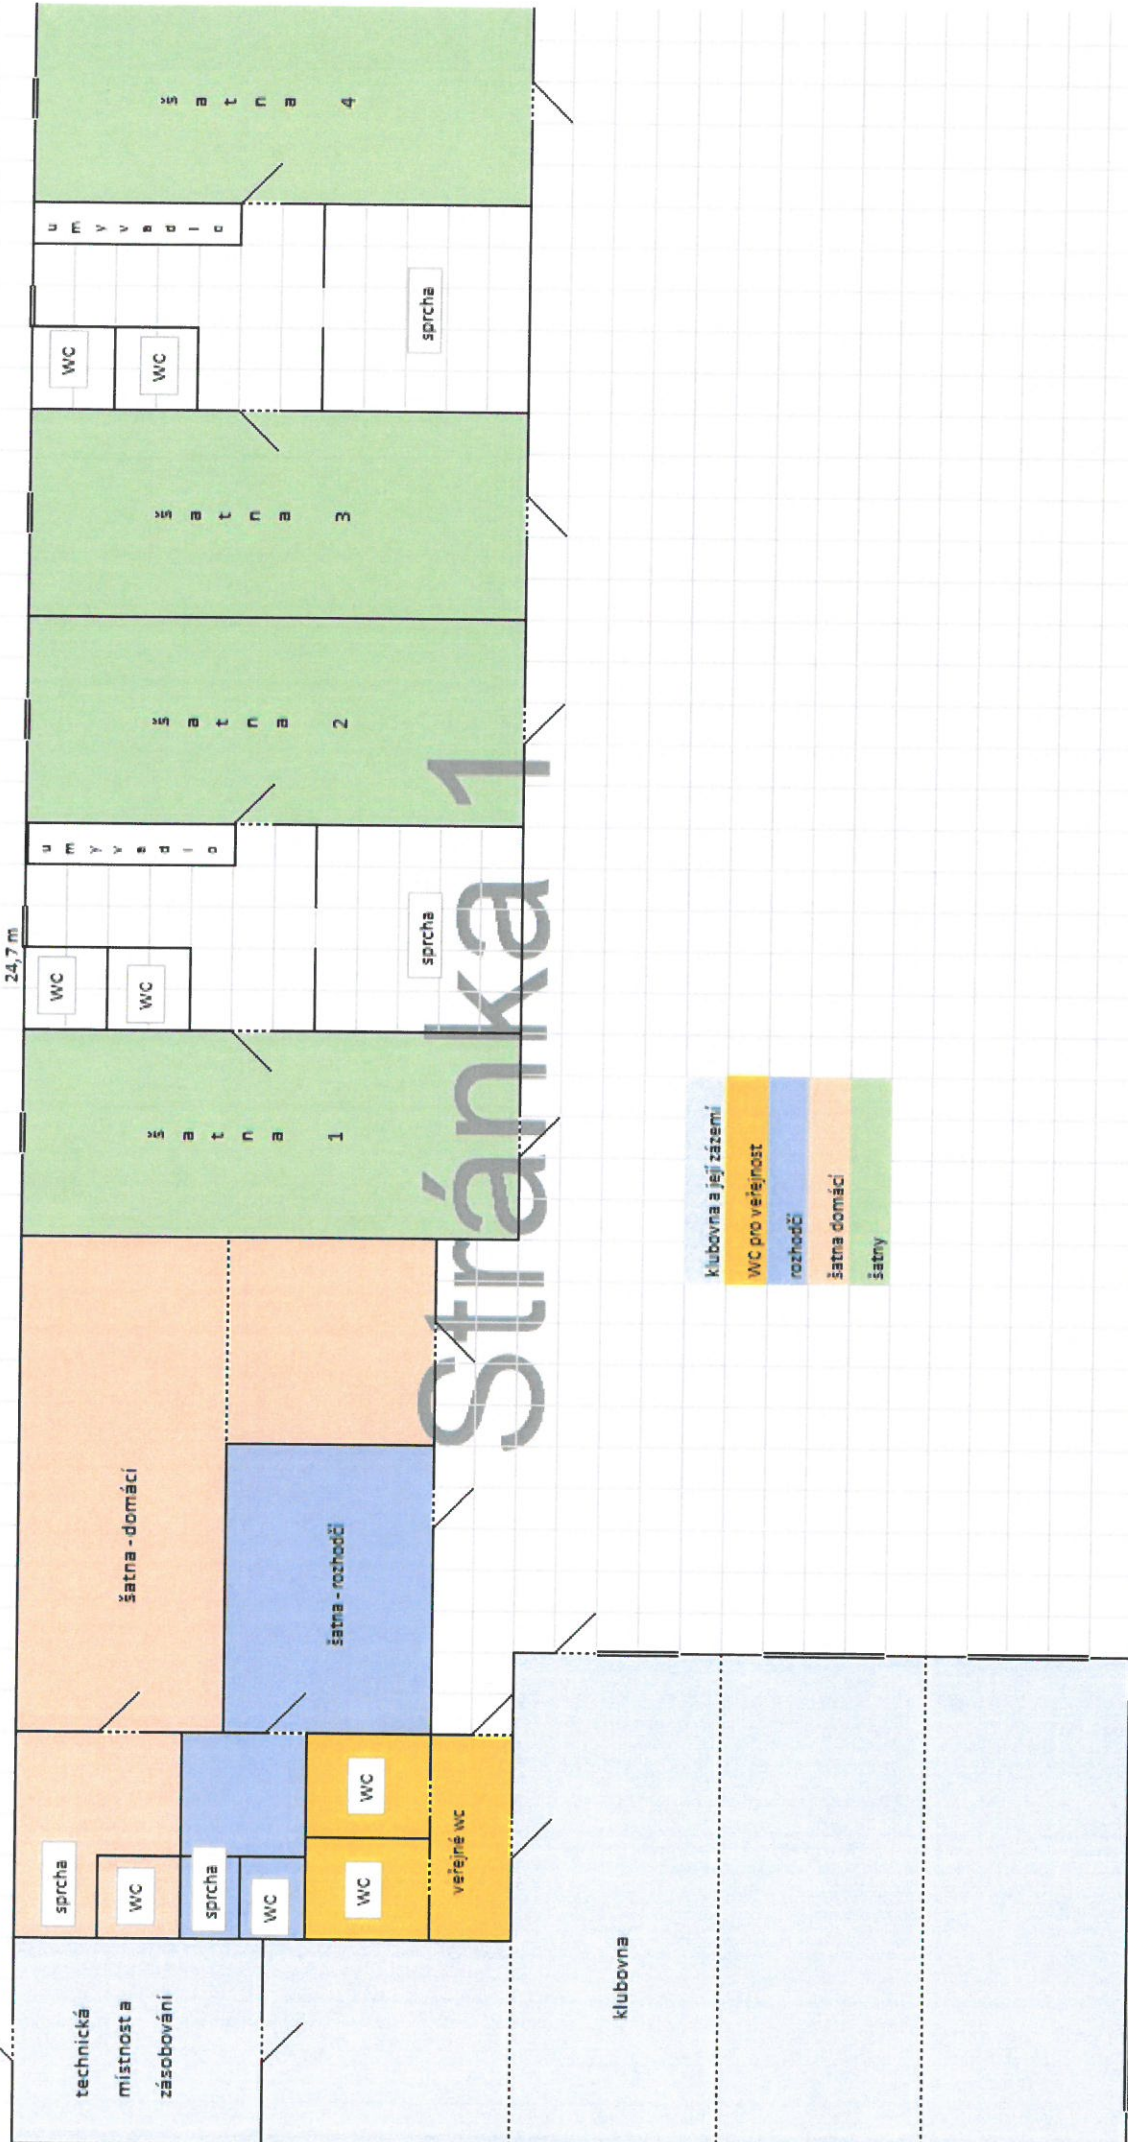 24,7 m
technická
místnost a
zásobování
sprcha
WC
sprcha
WC
WC
WC
veřejné wc
klubovna
šatna - domácí
šatna - rozhodčí
šatna 1
WC
WC
umyvadlo
sprcha
šatna 2
šatna 3
WC
WC
umyvadlo
sprcha
šatna 4
Stránka 1
klubovna a její zázemí
WC pro veřejnost
rozhodčí
šatna domácí
šatny